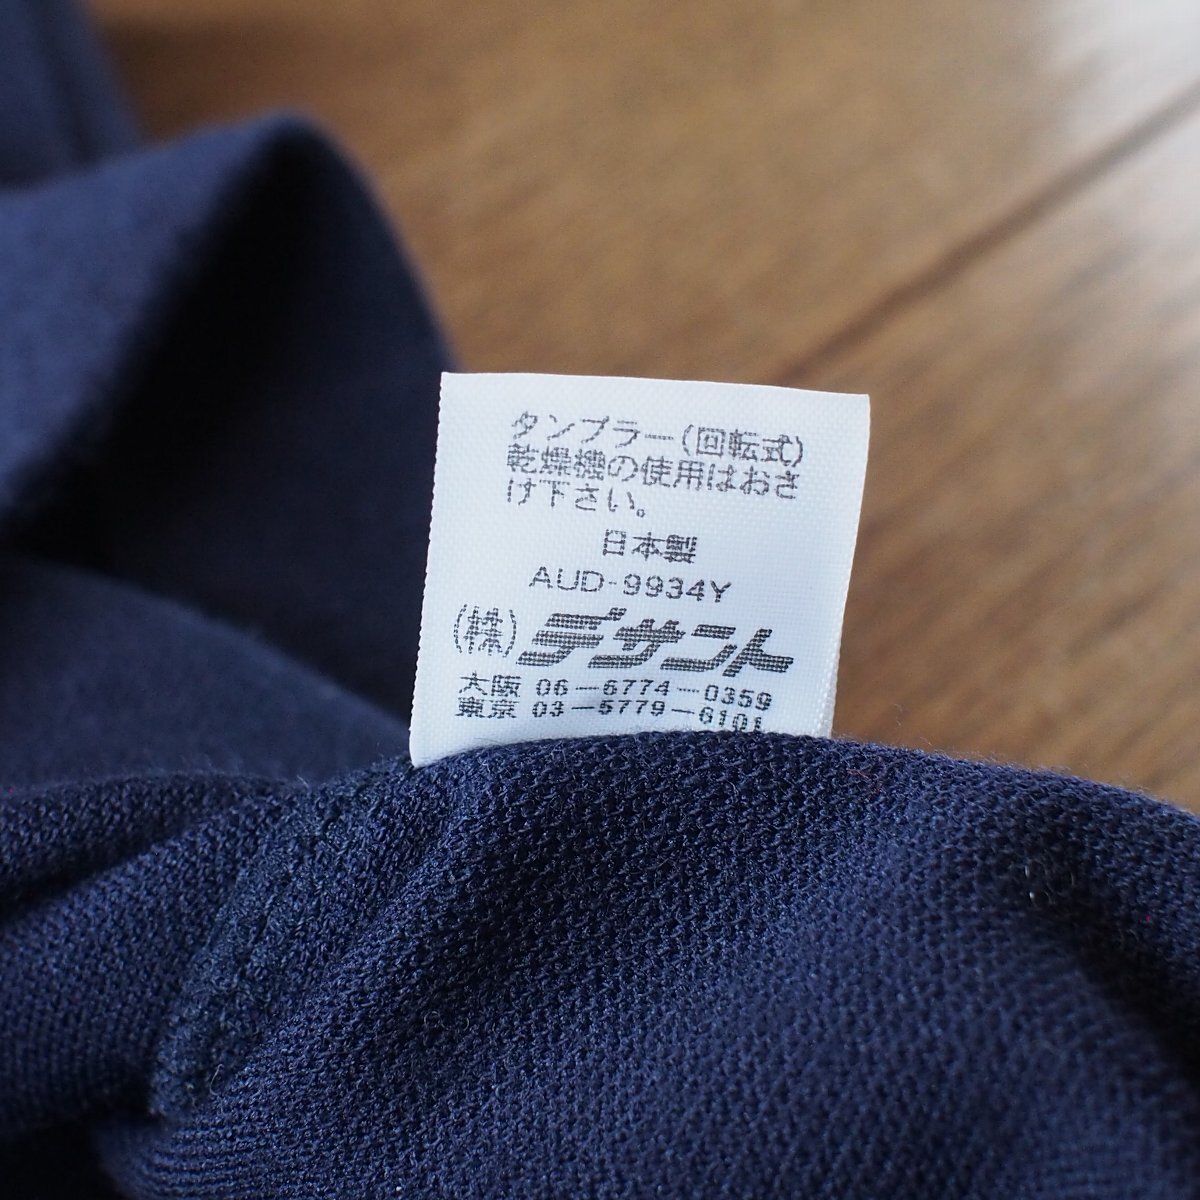 タンブラー(回転式)
乾燥機の使用はおさ
け下さい。
日本製
AUD-9934Y
(株)デサント
大阪 06-6774-0359
東京 03-5779-6101